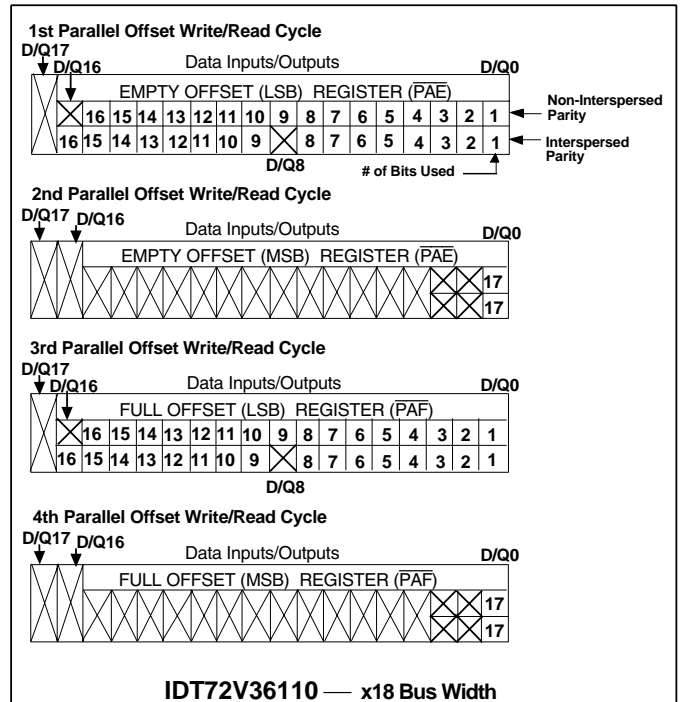 1st Parallel Offset Write/Read Cycle
D/Q17
D/Q16
Data Inputs/Outputs
D/Q0
EMPTY OFFSET (LSB) REGISTER (PAE)
16 15 14 13 12 11 10 9 8 7 6 5 4 3 2 1
Non-Interspersed
Parity
16 15 14 13 12 11 10 9 8 7 6 5 4 3 2 1
Interspersed
Parity
D/Q8
# of Bits Used
2nd Parallel Offset Write/Read Cycle
D/Q17 D/Q16
Data Inputs/Outputs
D/Q0
EMPTY OFFSET (MSB) REGISTER (PAE)
17
17
3rd Parallel Offset Write/Read Cycle
D/Q17
D/Q16
Data Inputs/Outputs
D/Q0
FULL OFFSET (LSB) REGISTER (PAF)
16 15 14 13 12 11 10 9 8 7 6 5 4 3 2 1
16 15 14 13 12 11 10 9 8 7 6 5 4 3 2 1
D/Q8
4th Parallel Offset Write/Read Cycle
D/Q17 D/Q16
Data Inputs/Outputs
D/Q0
FULL OFFSET (MSB) REGISTER (PAF)
17
17
IDT72V36110 — x18 Bus Width